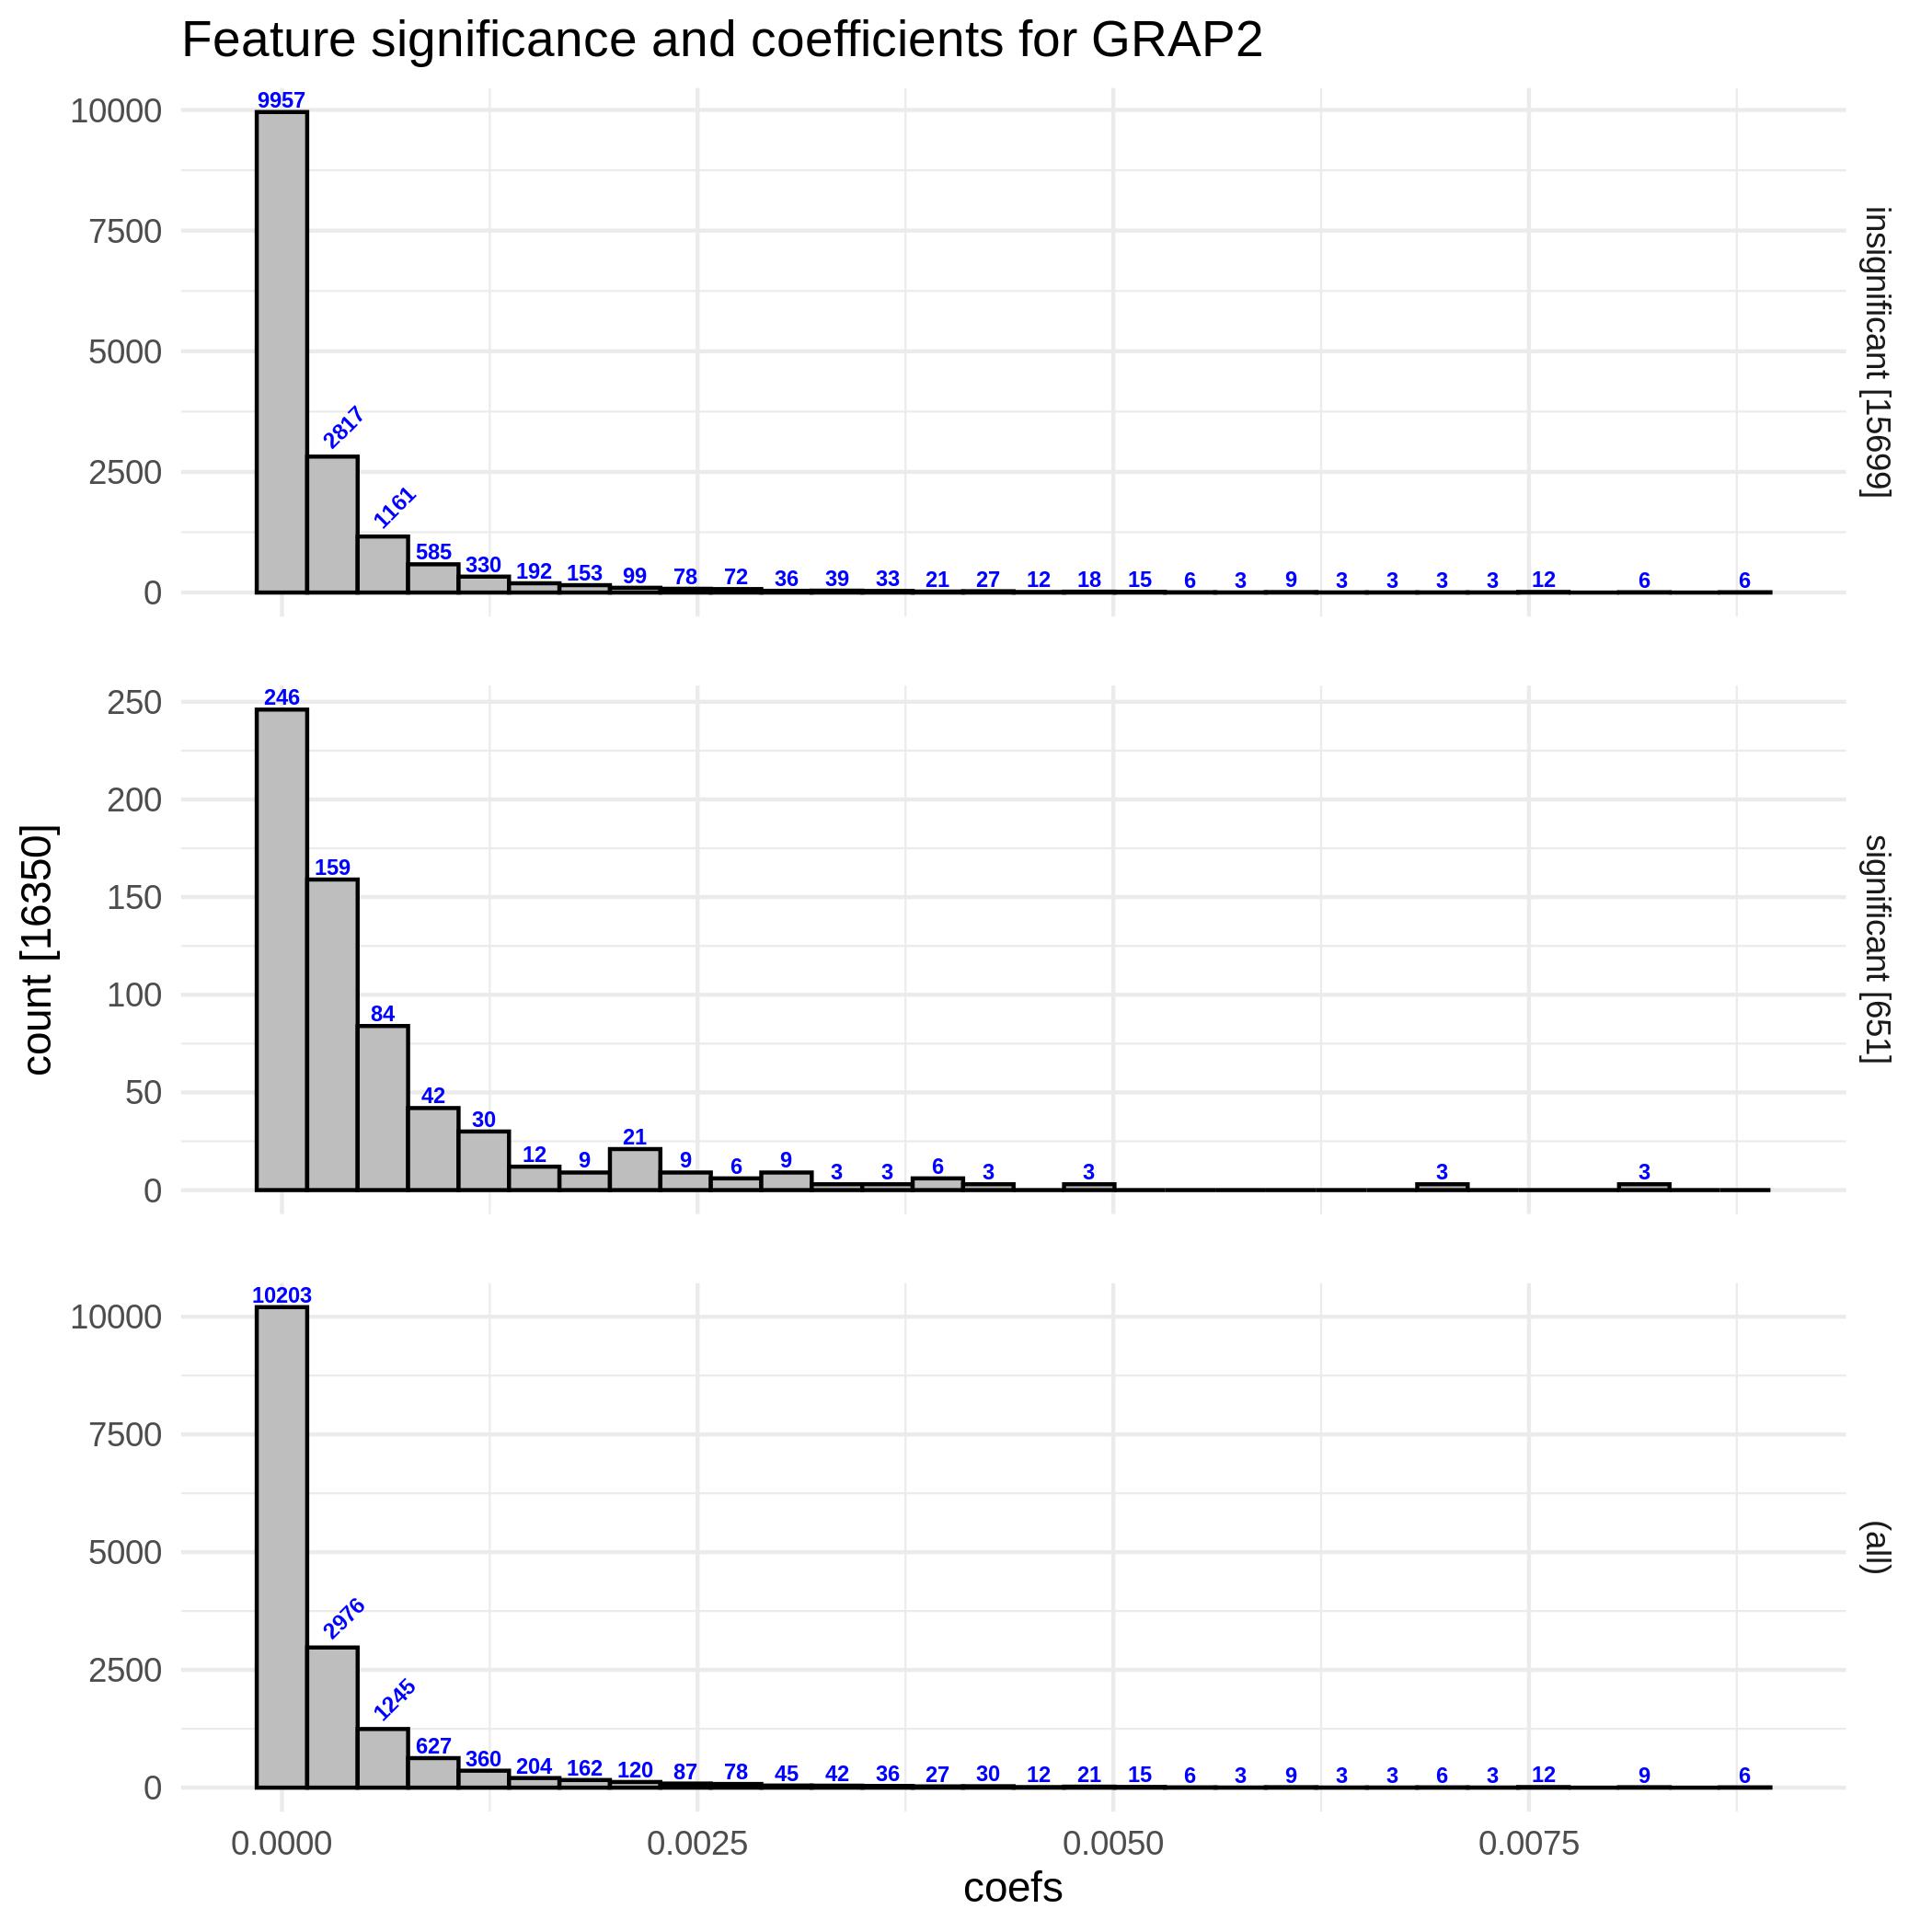 Feature significance and coefficients for GRAP2
10000
7500
5000
2500
0
9957
2817
1161
585 330 192 153 99 78 72 36 39 33 21 27 12 18 15 6 3 9 3 3 3 3 12 6 6
insignificant [15699]
count [16350]
250
200
150
100
50
0
246
159
84
42
30
12 9 21 9 6 9 3 3 6 3 3 3 3
significant [651]
10000
7500
5000
2500
0
10203
2976
1245
627 360 204 162 120 87 78 45 42 36 27 30 12 21 15 6 3 9 3 3 6 3 12 9 6
(all)
0.0000 0.0025 0.0050 0.0075
coefs